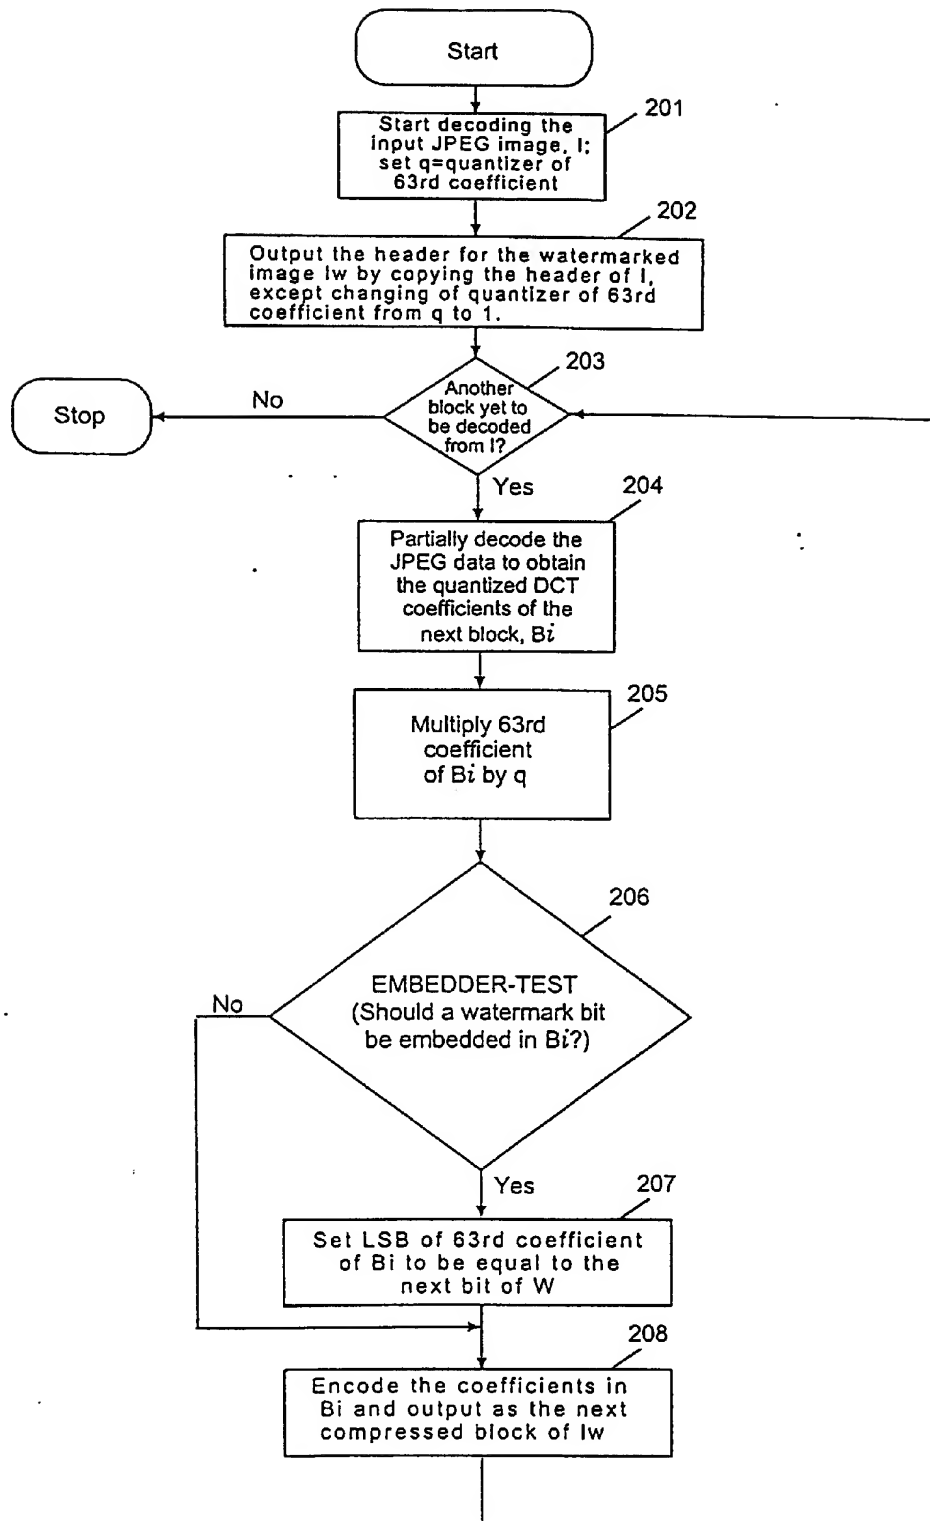 Start
201
Start decoding the
input JPEG image, I;
set q=quantizer of
63rd coefficient
202
Output the header for the watermarked
image Iw by copying the header of I,
except changing of quantizer of 63rd
coefficient from q to 1.
203
Another
block yet to
be decoded
from I?
No
Stop
Yes
204
Partially decode the
JPEG data to obtain
the quantized DCT
coefficients of the
next block, Bi
205
Multiply 63rd
coefficient
of Bi by q
206
EMBEDDER-TEST
(Should a watermark bit
be embedded in Bi?)
No
Yes
207
Set LSB of 63rd coefficient
of Bi to be equal to the
next bit of W
208
Encode the coefficients in
Bi and output as the next
compressed block of Iw